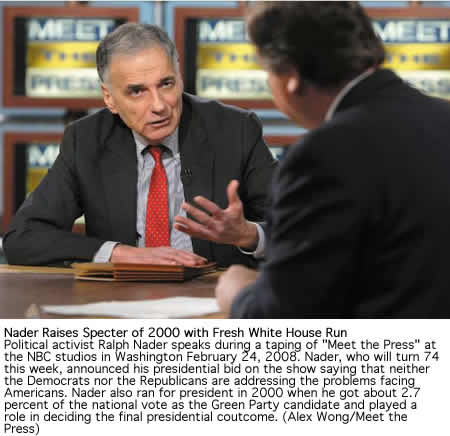 MEET
THE
PRESS
MEET
THE
PRESS
MEET
MEET
Nader Raises Specter of 2000 with Fresh White House Run
Political activist Ralph Nader speaks during a taping of "Meet the Press" at
the NBC studios in Washington February 24, 2008. Nader, who will turn 74
this week, announced his presidential bid on the show saying that neither
the Democrats nor the Republicans are addressing the problems facing
Americans. Nader also ran for president in 2000 when he got about 2.7
percent of the national vote as the Green Party candidate and played a
role in deciding the final presidential coutcome. (Alex Wong/Meet the
Press)